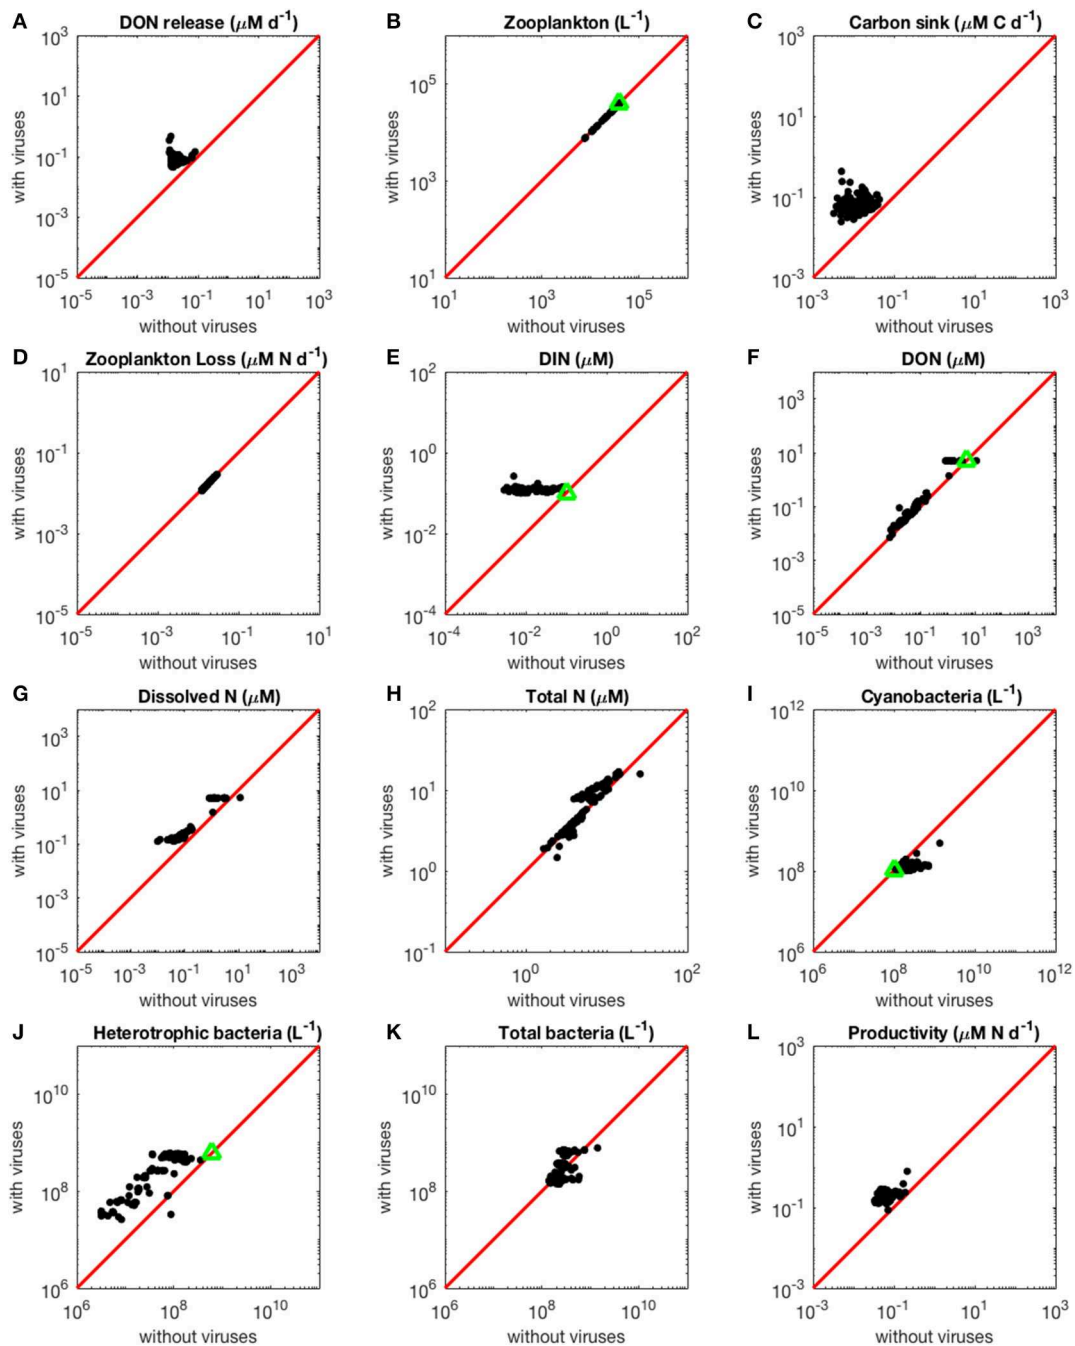 A DON release (μM d⁻¹)
with viruses
10³
10¹
10⁻¹
10⁻³
10⁻⁵
10⁻⁵ 10⁻³ 10⁻¹ 10¹ 10³
without viruses
B Zooplankton (L⁻¹)
with viruses
10⁵
10³
10¹
10¹ 10³ 10⁵
without viruses
C Carbon sink (μM C d⁻¹)
with viruses
10³
10¹
10⁻¹
10⁻³
10⁻³ 10⁻¹ 10¹ 10³
without viruses
D Zooplankton Loss (μM N d⁻¹)
with viruses
10¹
10⁻¹
10⁻³
10⁻⁵
10⁻⁵ 10⁻³ 10⁻¹ 10¹
without viruses
E DIN (μM)
with viruses
10²
10⁰
10⁻²
10⁻⁴
10⁻⁴ 10⁻² 10⁰ 10²
without viruses
F DON (μM)
with viruses
10³
10¹
10⁻¹
10⁻³
10⁻⁵
10⁻⁵ 10⁻³ 10⁻¹ 10¹ 10³
without viruses
G Dissolved N (μM)
with viruses
10³
10¹
10⁻¹
10⁻³
10⁻⁵
10⁻⁵ 10⁻³ 10⁻¹ 10¹ 10³
without viruses
H Total N (μM)
with viruses
10²
10¹
10⁰
10⁻¹
10⁰ 10¹ 10²
without viruses
I Cyanobacteria (L⁻¹)
with viruses
10¹²
10¹⁰
10⁸
10⁶
10⁶ 10⁸ 10¹⁰ 10¹²
without viruses
J Heterotrophic bacteria (L⁻¹)
with viruses
10¹⁰
10⁸
10⁶
10⁶ 10⁸ 10¹⁰
without viruses
K Total bacteria (L⁻¹)
with viruses
10¹⁰
10⁸
10⁶
10⁶ 10⁸ 10¹⁰
without viruses
L Productivity (μM N d⁻¹)
with viruses
10³
10¹
10⁻¹
10⁻³
10⁻³ 10⁻¹ 10¹ 10³
without viruses